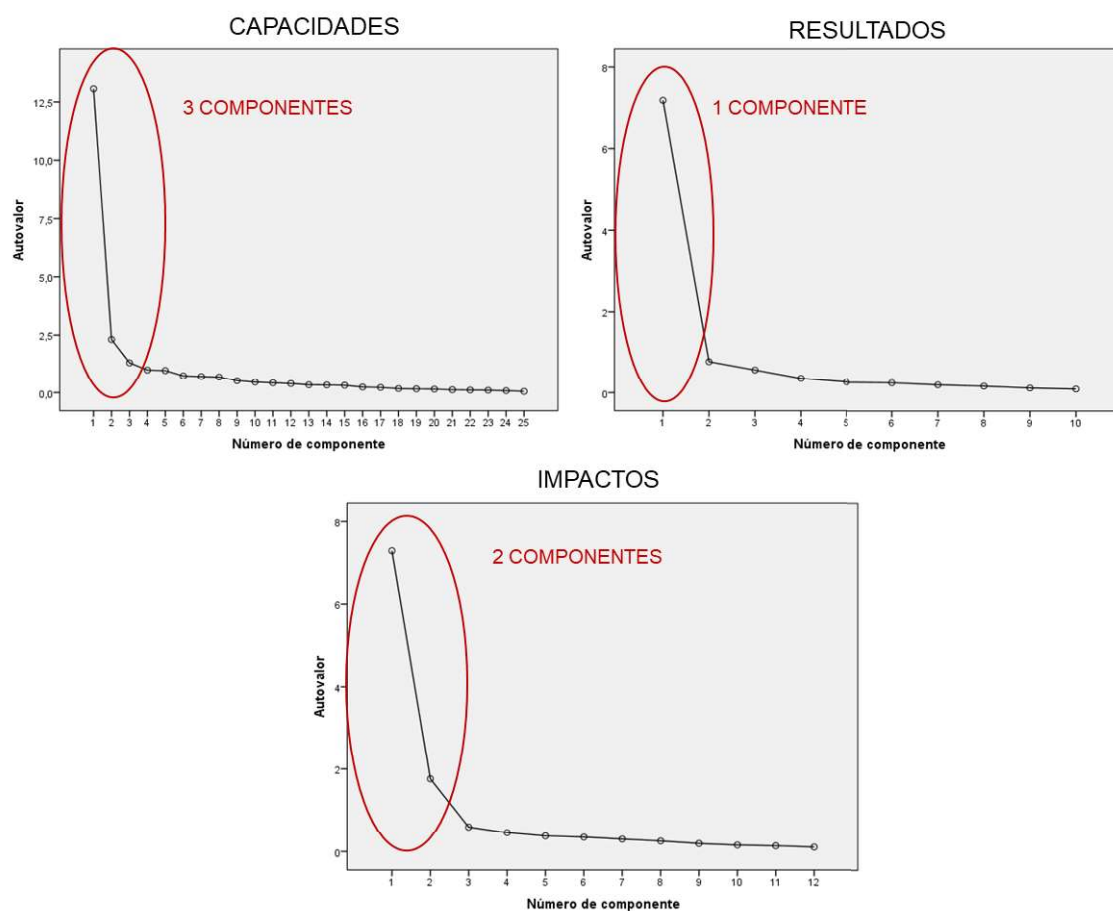 CAPACIDADES
3 COMPONENTES
Autovalor
12,5
10,0
7,5
5,0
2,5
0,0
1 2 3 4 5 6 7 8 9 10 11 12 13 14 15 16 17 18 19 20 21 22 23 24 25
Número de componente
RESULTADOS
1 COMPONENTE
Autovalor
8
6
4
2
0
1 2 3 4 5 6 7 8 9 10
Número de componente
IMPACTOS
2 COMPONENTES
Autovalor
8
6
4
2
0
1 2 3 4 5 6 7 8 9 10 11 12
Número de componente